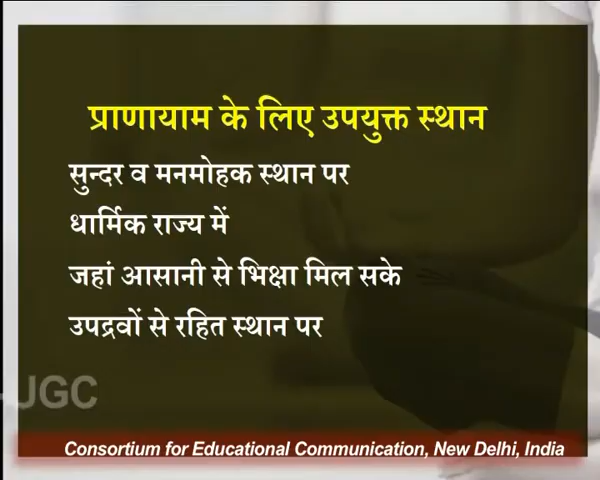 प्राणायाम के लिए उपयुक्त स्थान
सुन्दर व मनमोहक स्थान पर
धार्मिक राज्य में
जहां आसानी से भिक्षा मिल सके
उपद्रवों से रहित स्थान पर
UGC
Consortium for Educational Communication, New Delhi, India